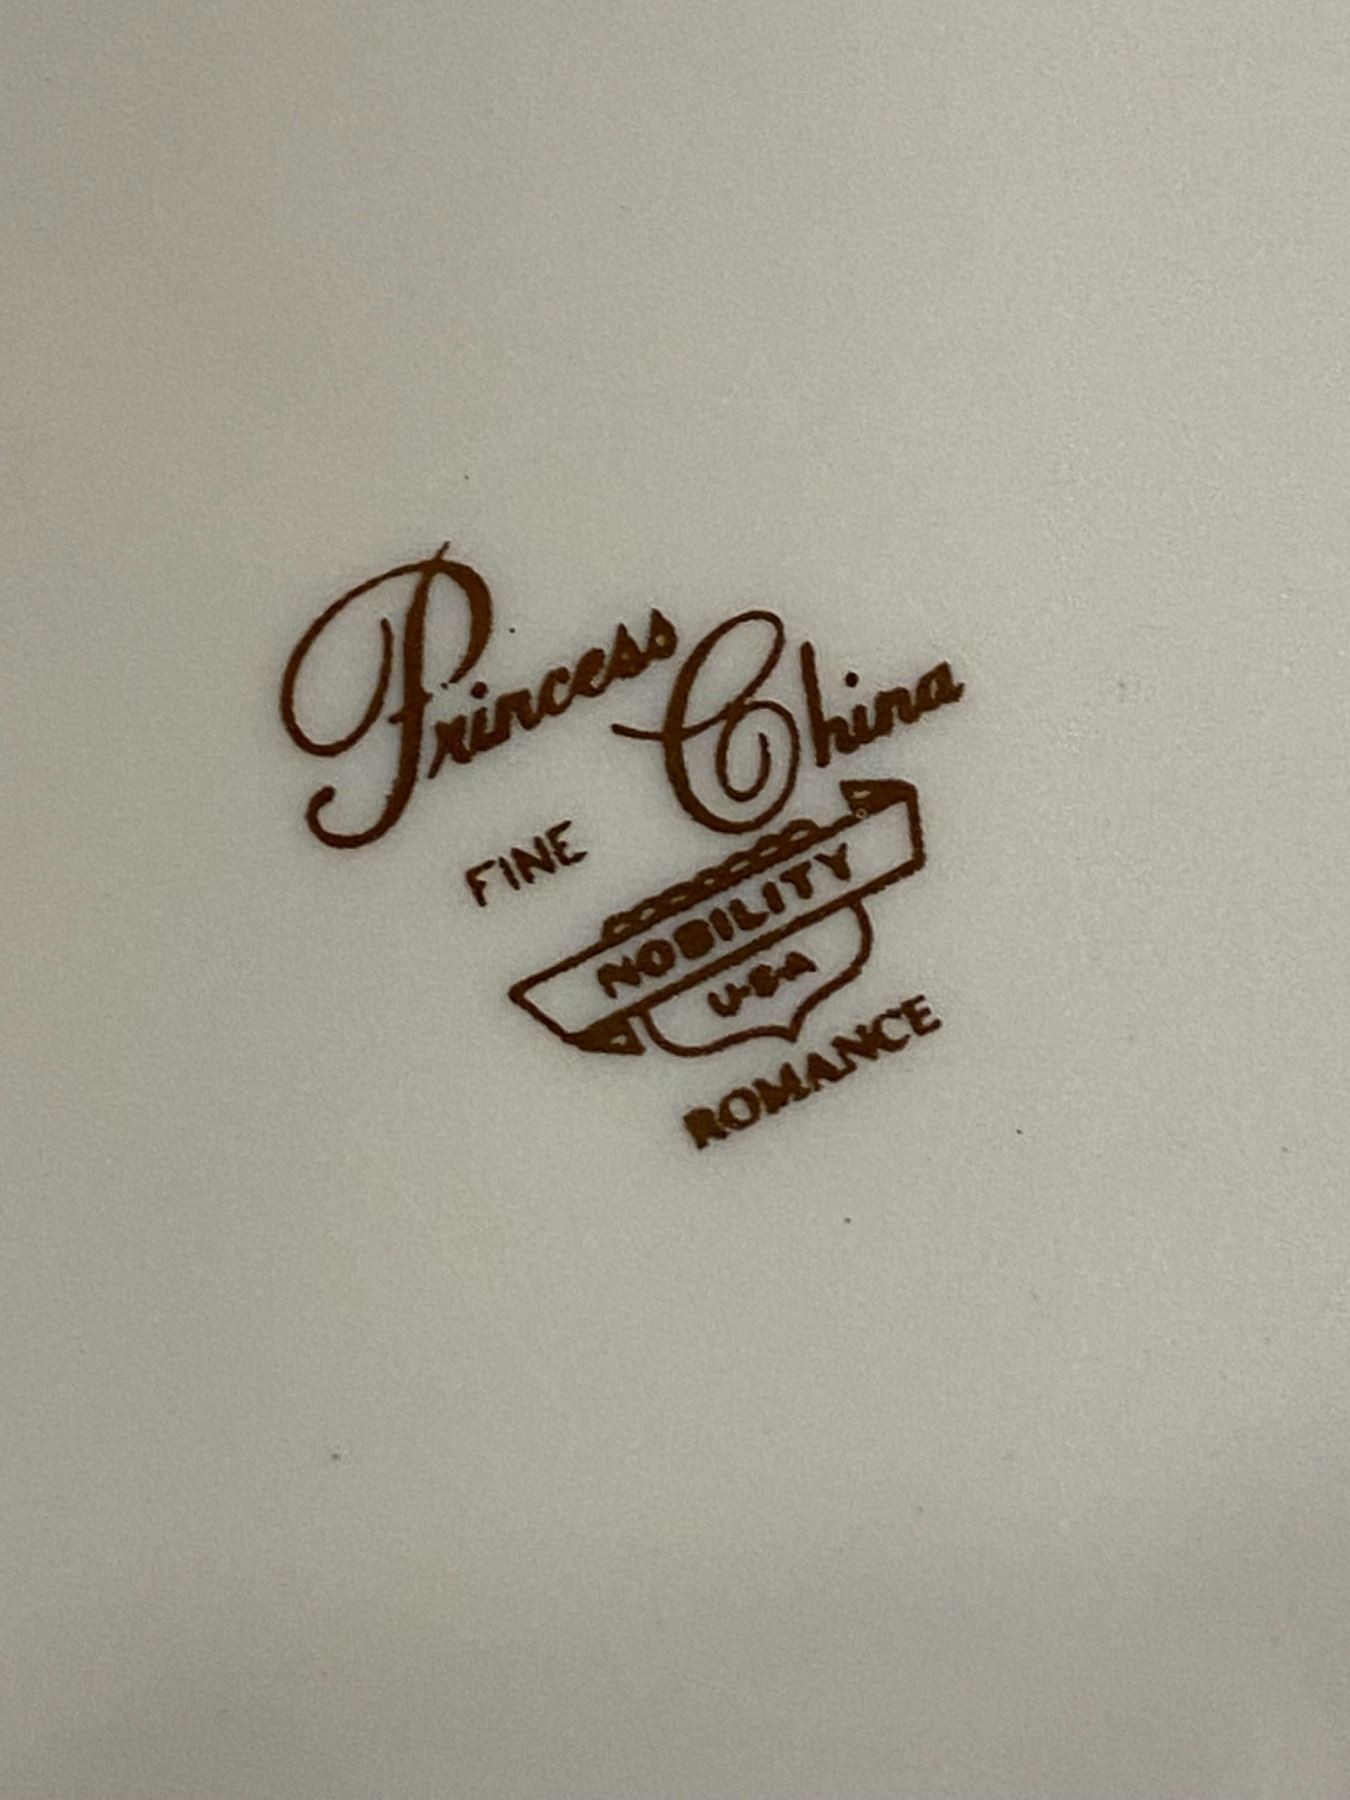 Princess China
FINE
NOBILITY
U-S-A
ROMANCE